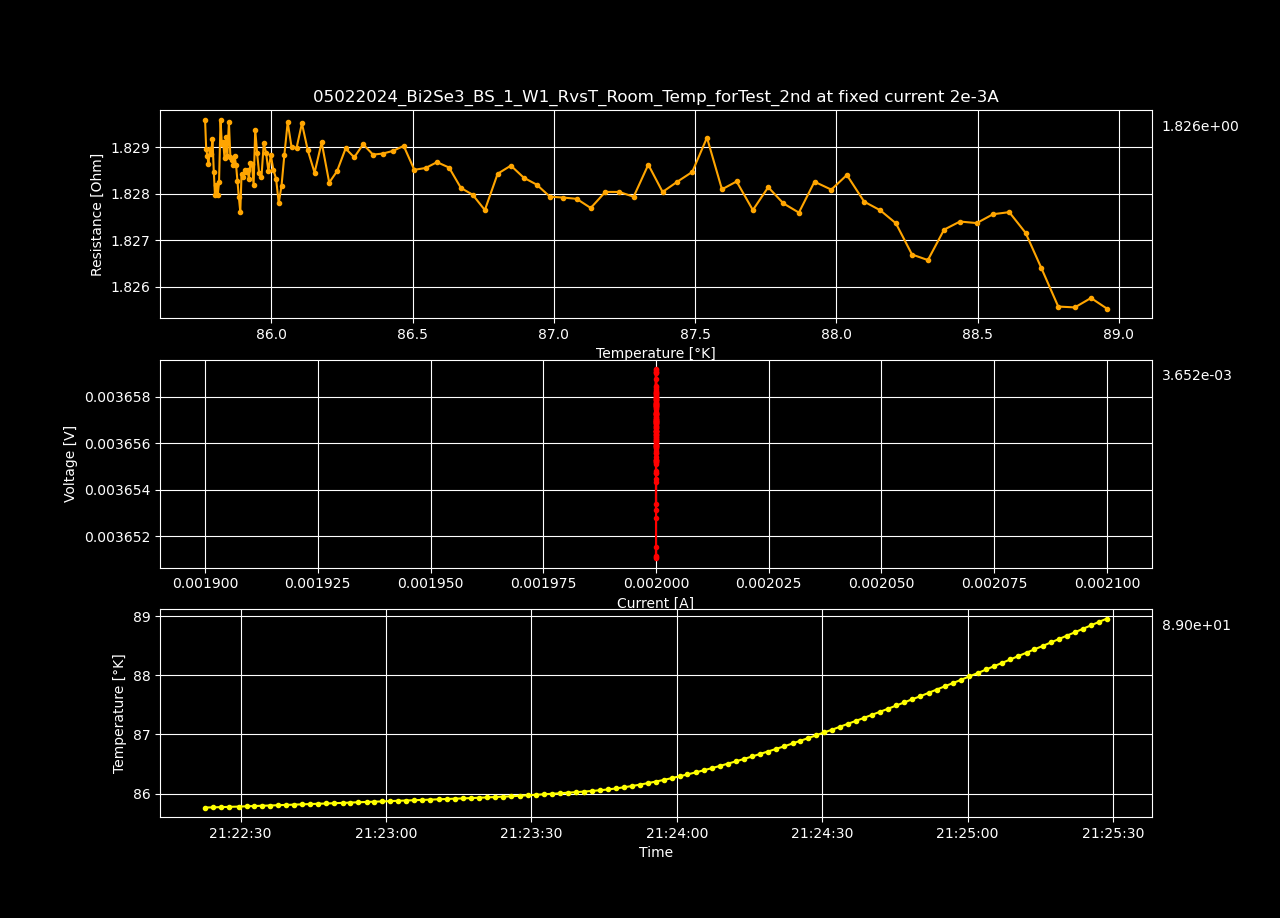 05022024_Bi2Se3_BS_1_W1_RvsT_Room_Temp_forTest_2nd at fixed current 2e-3A
1.826e+00
Resistance [Ohm]
1.829
1.828
1.827
1.826
86.0 86.5 87.0 87.5 88.0 88.5 89.0
Temperature [°K]
3.652e-03
Voltage [V]
0.003658
0.003656
0.003654
0.003652
0.001900 0.001925 0.001950 0.001975 0.002000 0.002025 0.002050 0.002075 0.002100
Current [A]
8.90e+01
Temperature [°K]
89
88
87
86
21:22:30 21:23:00 21:23:30 21:24:00 21:24:30 21:25:00 21:25:30
Time